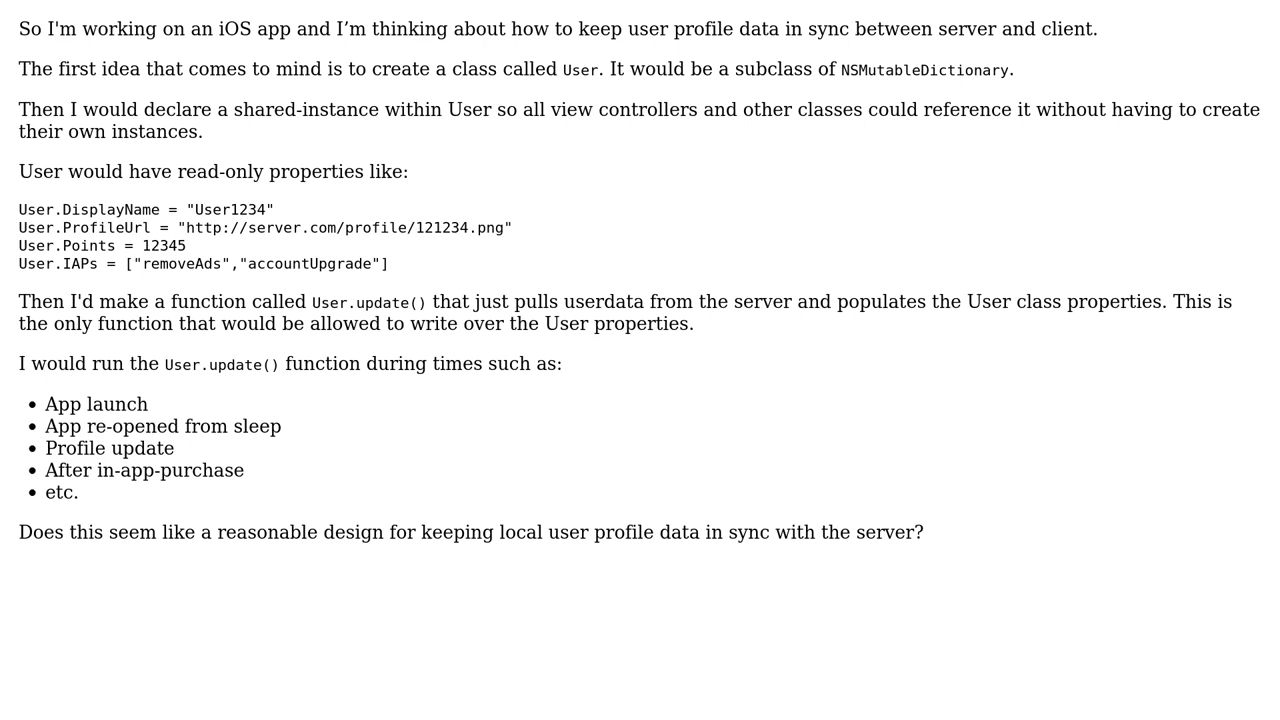 So I'm working on an iOS app and I’m thinking about how to keep user profile data in sync between server and client.
The first idea that comes to mind is to create a class called User. It would be a subclass of NSMutableDictionary.
Then I would declare a shared-instance within User so all view controllers and other classes could reference it without having to create
their own instances.
User would have read-only properties like:
User.DisplayName = "User1234"
User.ProfileUrl = "http://server.com/profile/121234.png"
User.Points = 12345
User.IAPs = ["removeAds","accountUpgrade"]
Then I'd make a function called User.update() that just pulls userdata from the server and populates the User class properties. This is
the only function that would be allowed to write over the User properties.
I would run the User.update() function during times such as:
• App launch
• App re-opened from sleep
• Profile update
• After in-app-purchase
• etc.
Does this seem like a reasonable design for keeping local user profile data in sync with the server?